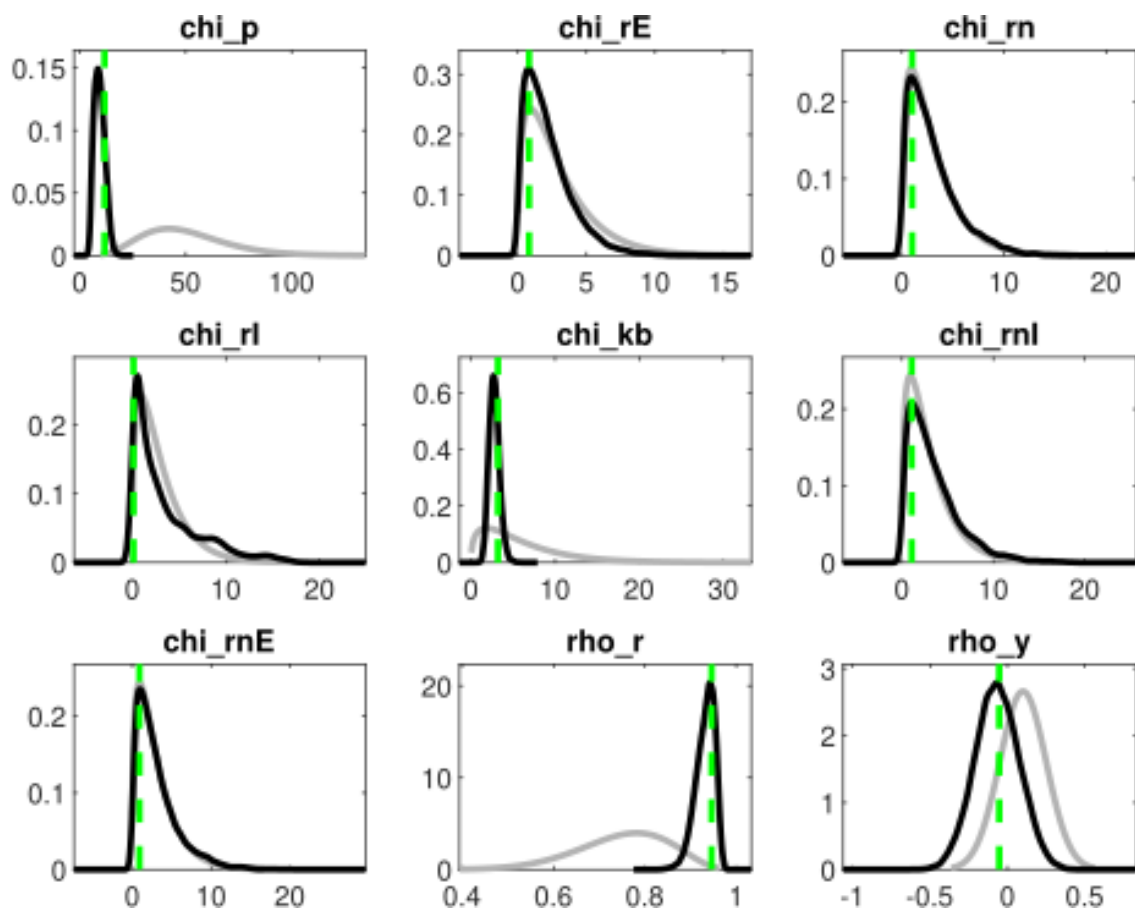 chi_p chi_rE chi_rn
0.15 0.3 0.2
0.1 0.2 0.1
0.05 0.1 0
0 0
0 50 100 0 5 10 15 0 10 20
chi_rl chi_kb chi_rnl
0.2 0.6 0.2
0.1 0.4 0.1
0 0.2 0
0
0 10 20 0 10 20 30 0 10 20
chi_rnE rho_r rho_y
0.2 20 3
0.1 10 2
0 0 1
0
0 10 20 0.4 0.6 0.8 1 -1 -0.5 0 0.5